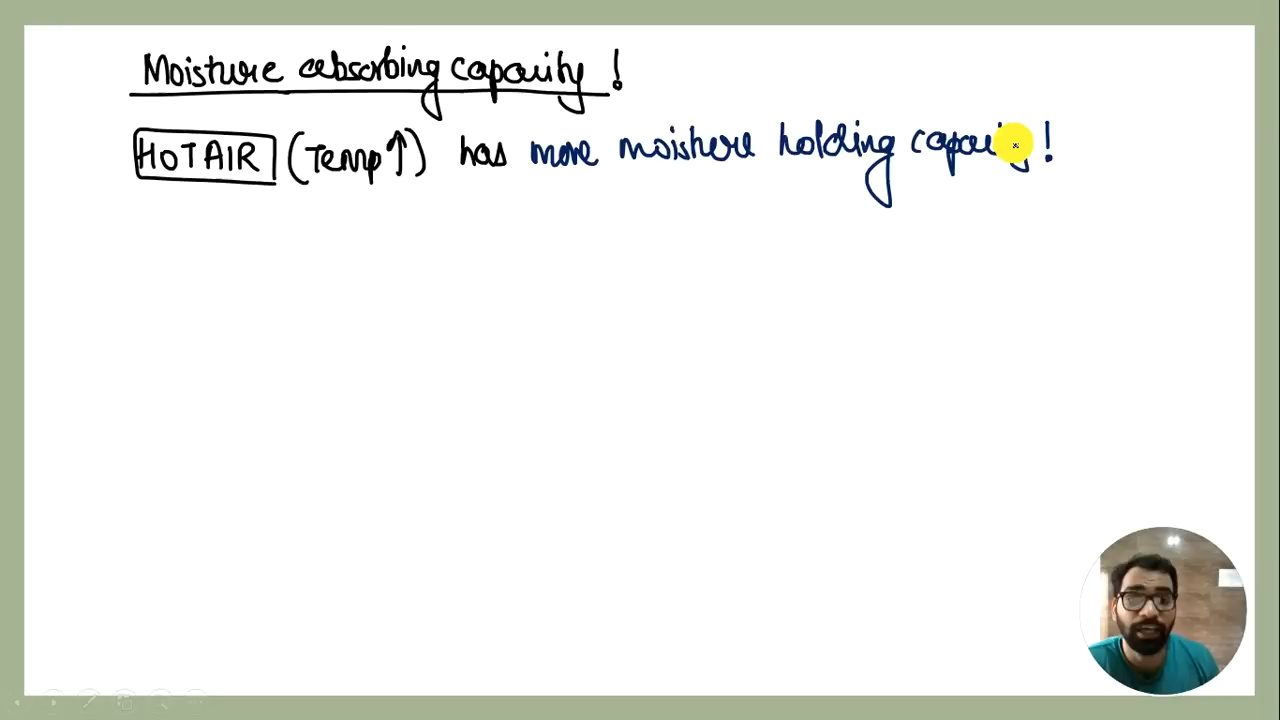 Moisture absorbing capacity !
HOT AIR (Temp ↑) has more moisture holding capacity !